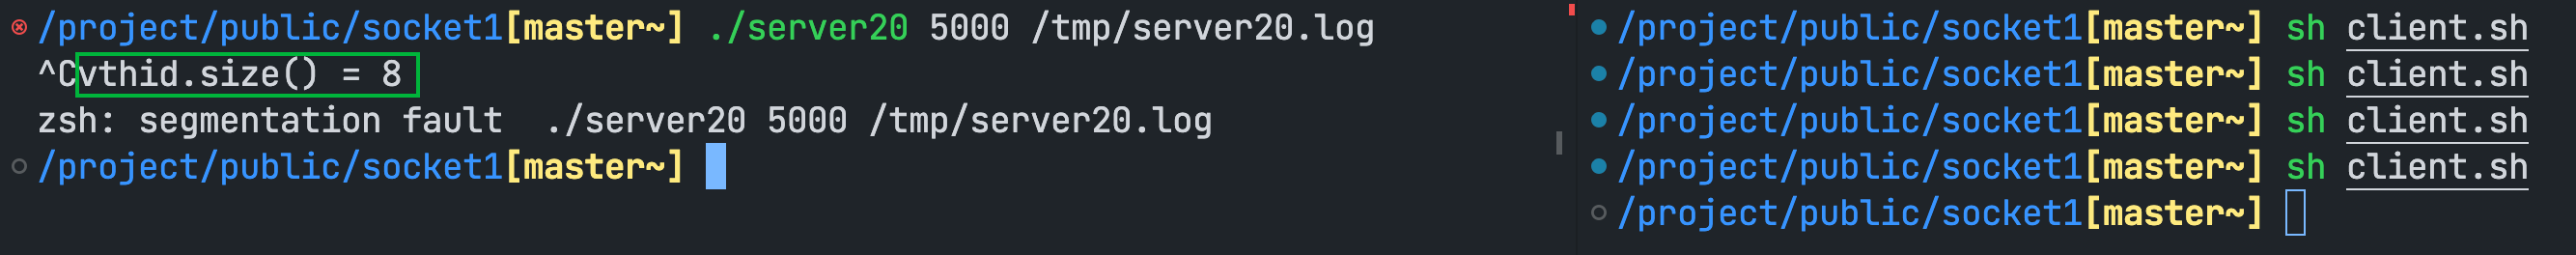 /project/public/socket1[master~] ./server20 5000 /tmp/server20.log
^Cvthid.size() = 8
zsh: segmentation fault  ./server20 5000 /tmp/server20.log
/project/public/socket1[master~]
/project/public/socket1[master~] sh client.sh
/project/public/socket1[master~] sh client.sh
/project/public/socket1[master~] sh client.sh
/project/public/socket1[master~] sh client.sh
/project/public/socket1[master~]